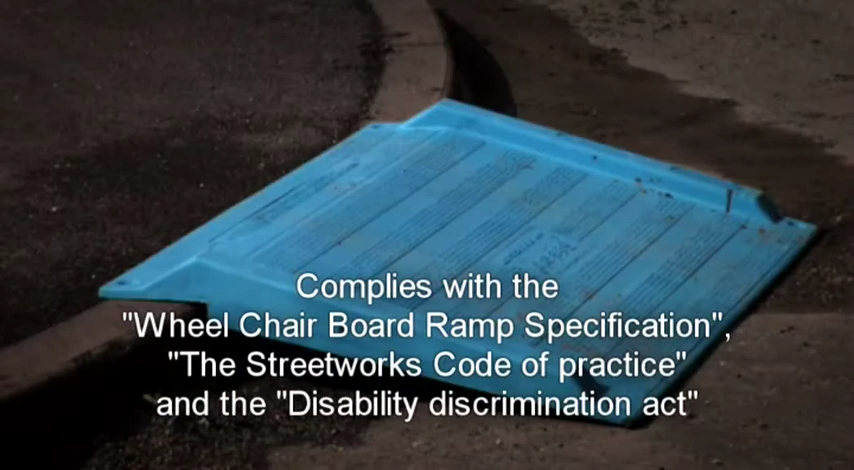 Complies with the
"Wheel Chair Board Ramp Specification",
"The Streetworks Code of practice"
and the "Disability discrimination act"